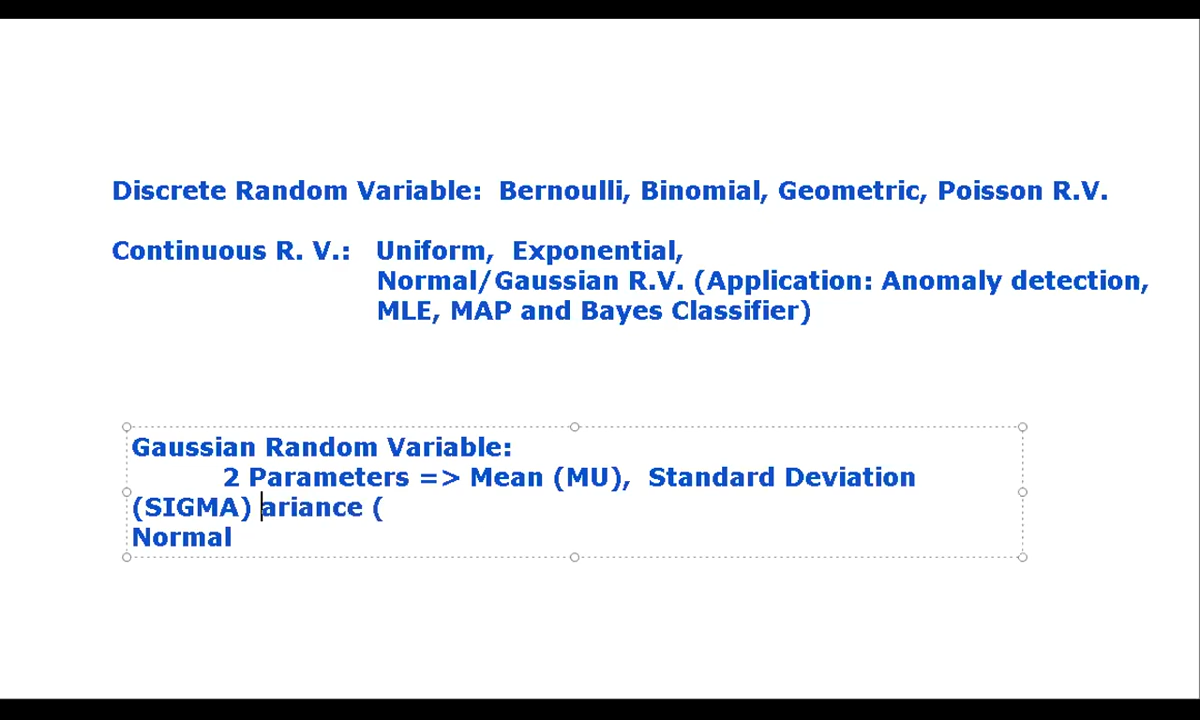 Discrete Random Variable: Bernoulli, Binomial, Geometric, Poisson R.V.
Continuous R. V.: Uniform, Exponential,
Normal/Gaussian R.V. (Application: Anomaly detection,
MLE, MAP and Bayes Classifier)
Gaussian Random Variable:
2 Parameters => Mean (MU), Standard Deviation
(SIGMA) ariance (
Normal